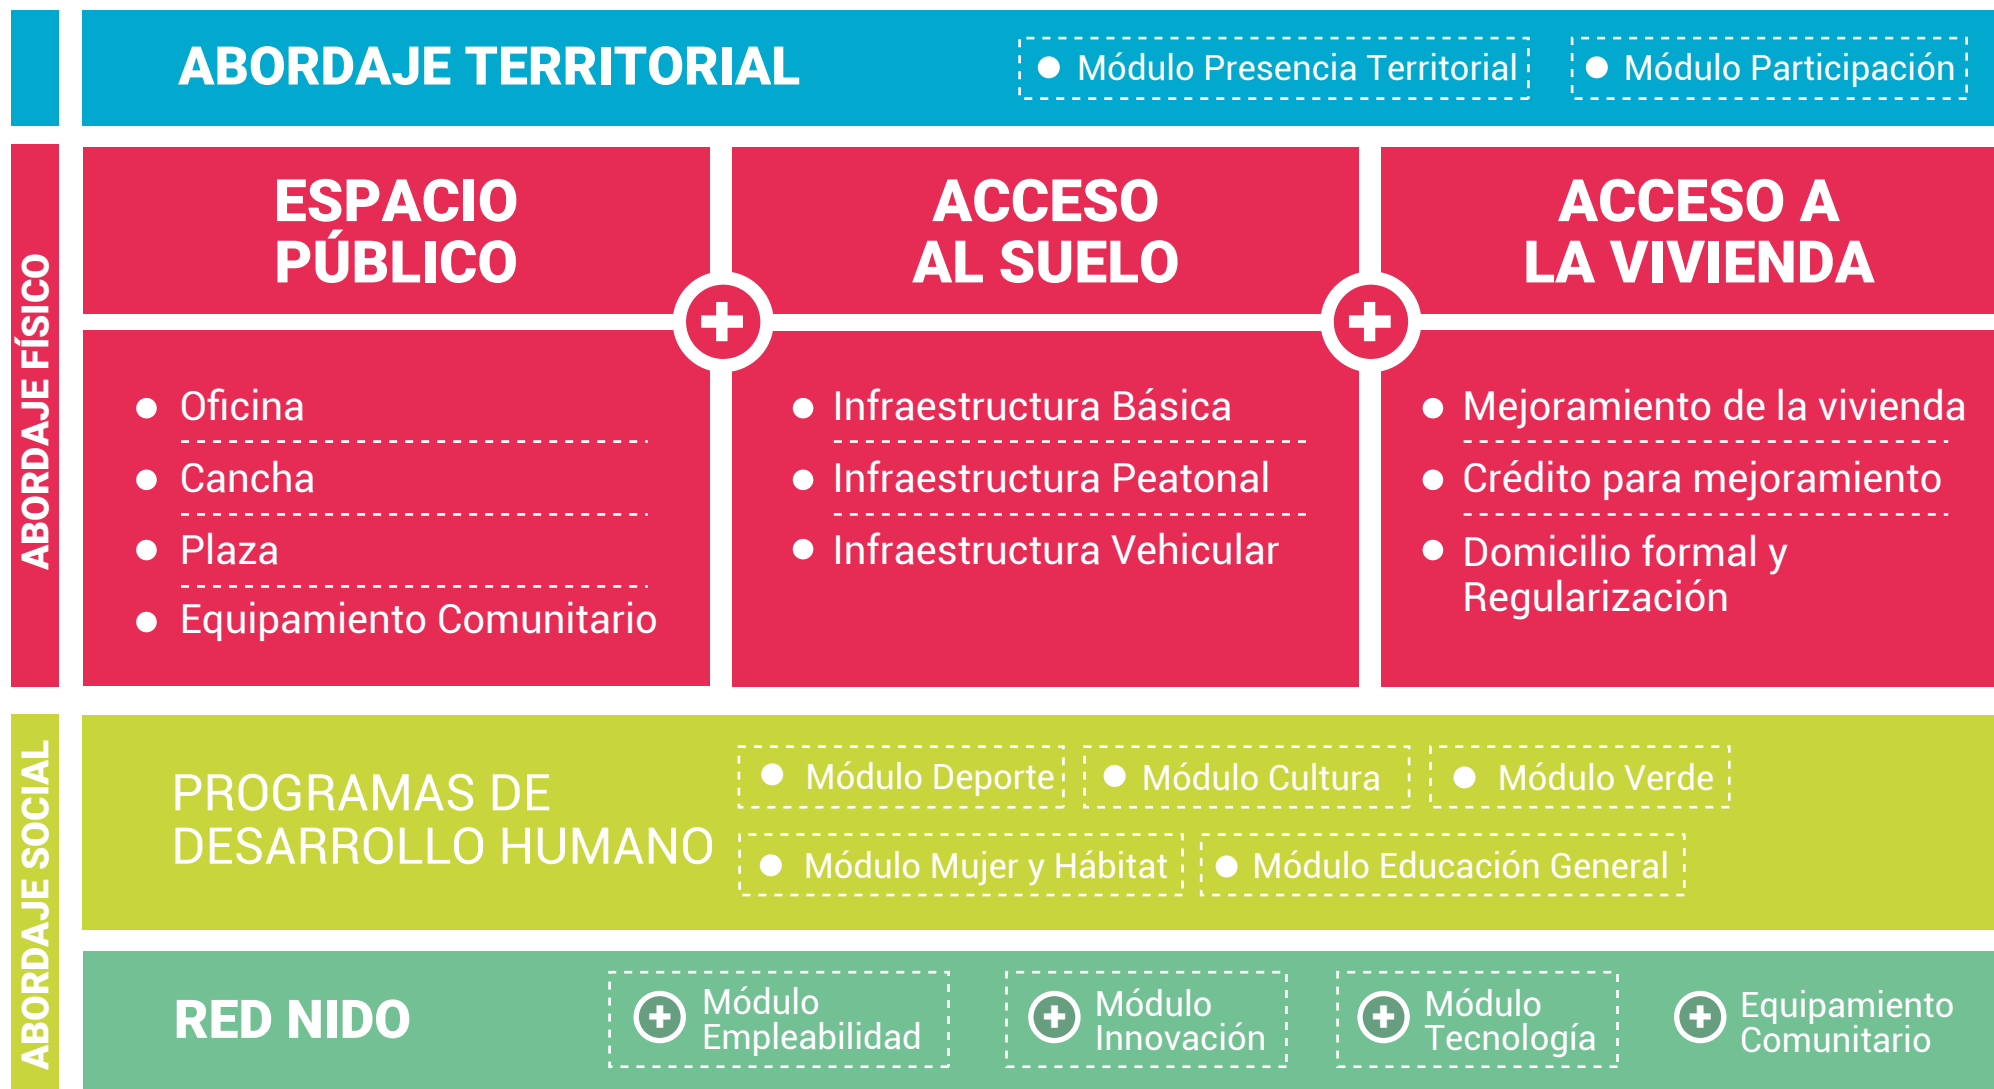 ABORDAJE TERRITORIAL
Módulo Presencia Territorial
Módulo Participación
ABORDAJE FÍSICO
ESPACIO
PÚBLICO
Oficina
Cancha
Plaza
Equipamiento Comunitario
ACCESO
AL SUELO
Infraestructura Básica
Infraestructura Peatonal
Infraestructura Vehicular
ACCESO A
LA VIVIENDA
Mejoramiento de la vivienda
Crédito para mejoramiento
Domicilio formal y
Regularización
ABORDAJE SOCIAL
PROGRAMAS DE
DESARROLLO HUMANO
Módulo Deporte
Módulo Cultura
Módulo Verde
Módulo Mujer y Hábitat
Módulo Educación General
RED NIDO
Módulo
Empleabilidad
Módulo
Innovación
Módulo
Tecnología
Equipamiento
Comunitario